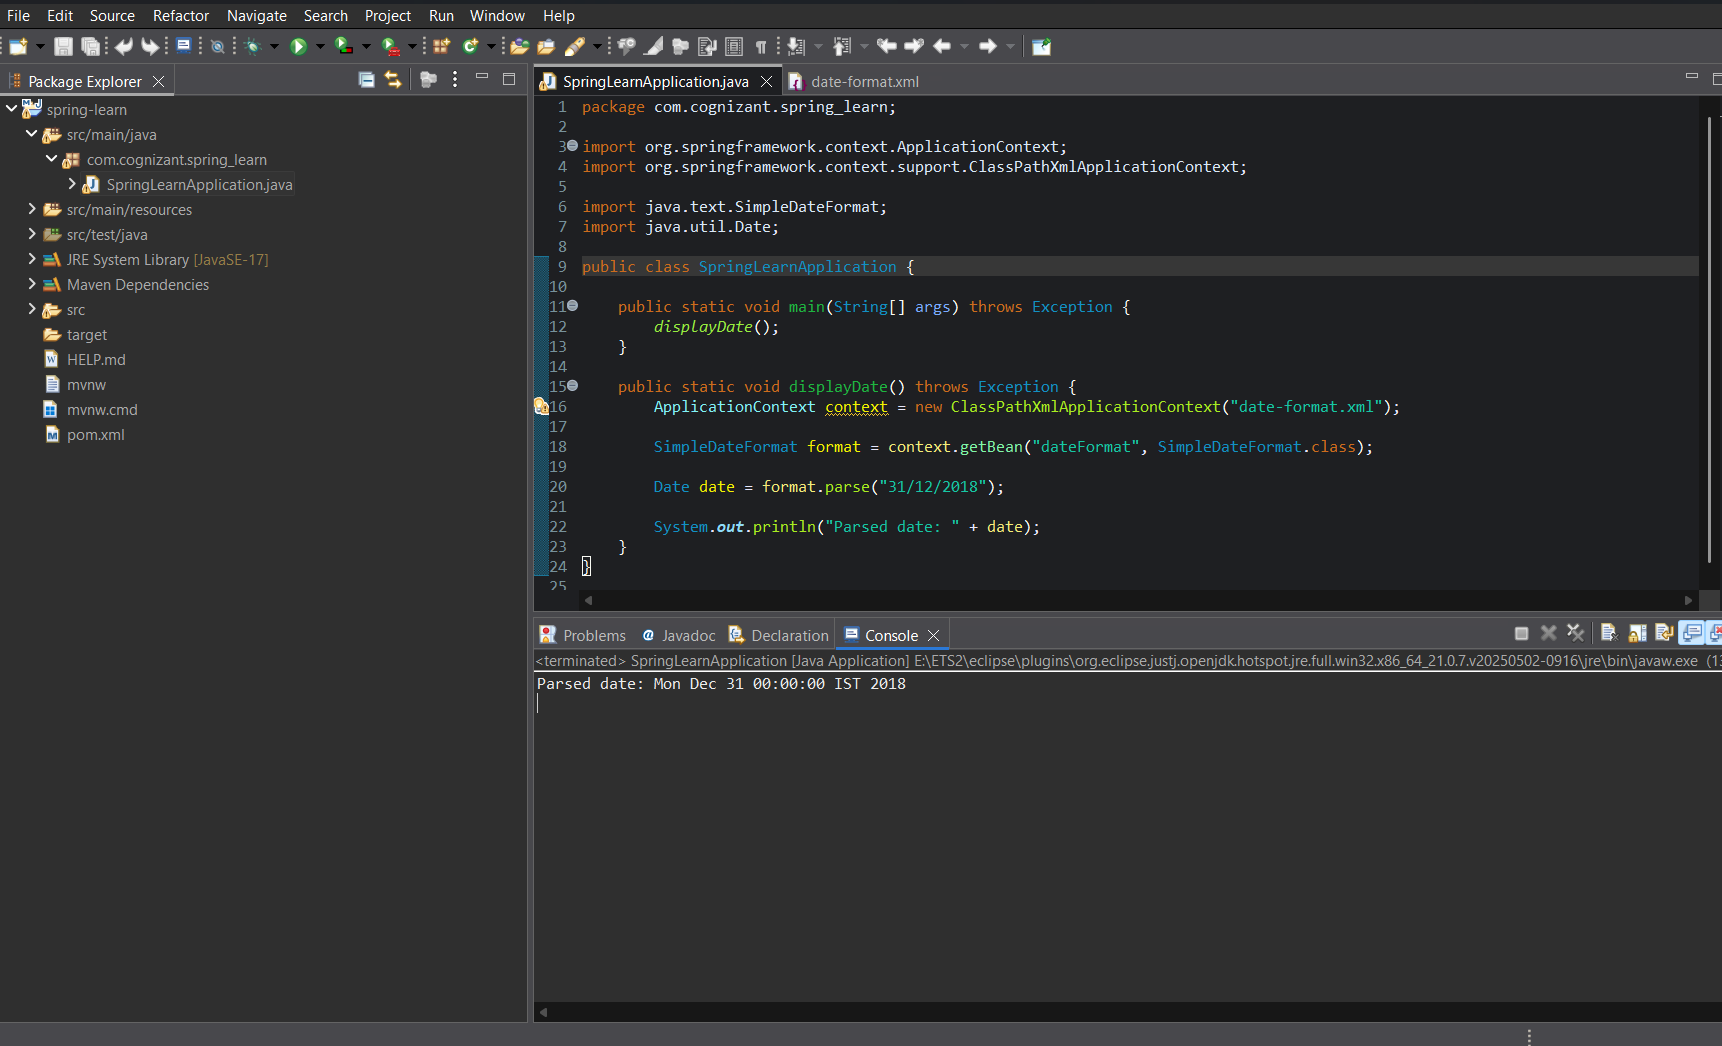 File Edit Source Refactor Navigate Search Project Run Window Help
Package Explorer
spring-learn
src/main/java
com.cognizant.spring_learn
SpringLearnApplication.java
src/main/resources
src/test/java
JRE System Library [JavaSE-17]
Maven Dependencies
src
target
HELP.md
mvnw
mvnw.cmd
pom.xml
SpringLearnApplication.java date-format.xml
1 package com.cognizant.spring_learn;
2
3 import org.springframework.context.ApplicationContext;
4 import org.springframework.context.support.ClassPathXmlApplicationContext;
5
6 import java.text.SimpleDateFormat;
7 import java.util.Date;
8
9 public class SpringLearnApplication {
10
11 public static void main(String[] args) throws Exception {
12 displayDate();
13 }
14
15 public static void displayDate() throws Exception {
16 ApplicationContext context = new ClassPathXmlApplicationContext("date-format.xml");
17
18 SimpleDateFormat format = context.getBean("dateFormat", SimpleDateFormat.class);
19
20 Date date = format.parse("31/12/2018");
21
22 System.out.println("Parsed date: " + date);
23 }
24 }
25
Problems Javadoc Declaration Console
<terminated> SpringLearnApplication [Java Application] E:\ETS2\eclipse\plugins\org.eclipse.justj.openjdk.hotspot.jre.full.win32.x86_64_21.0.7.v20250502-0916\jre\bin\javaw.exe (13
Parsed date: Mon Dec 31 00:00:00 IST 2018